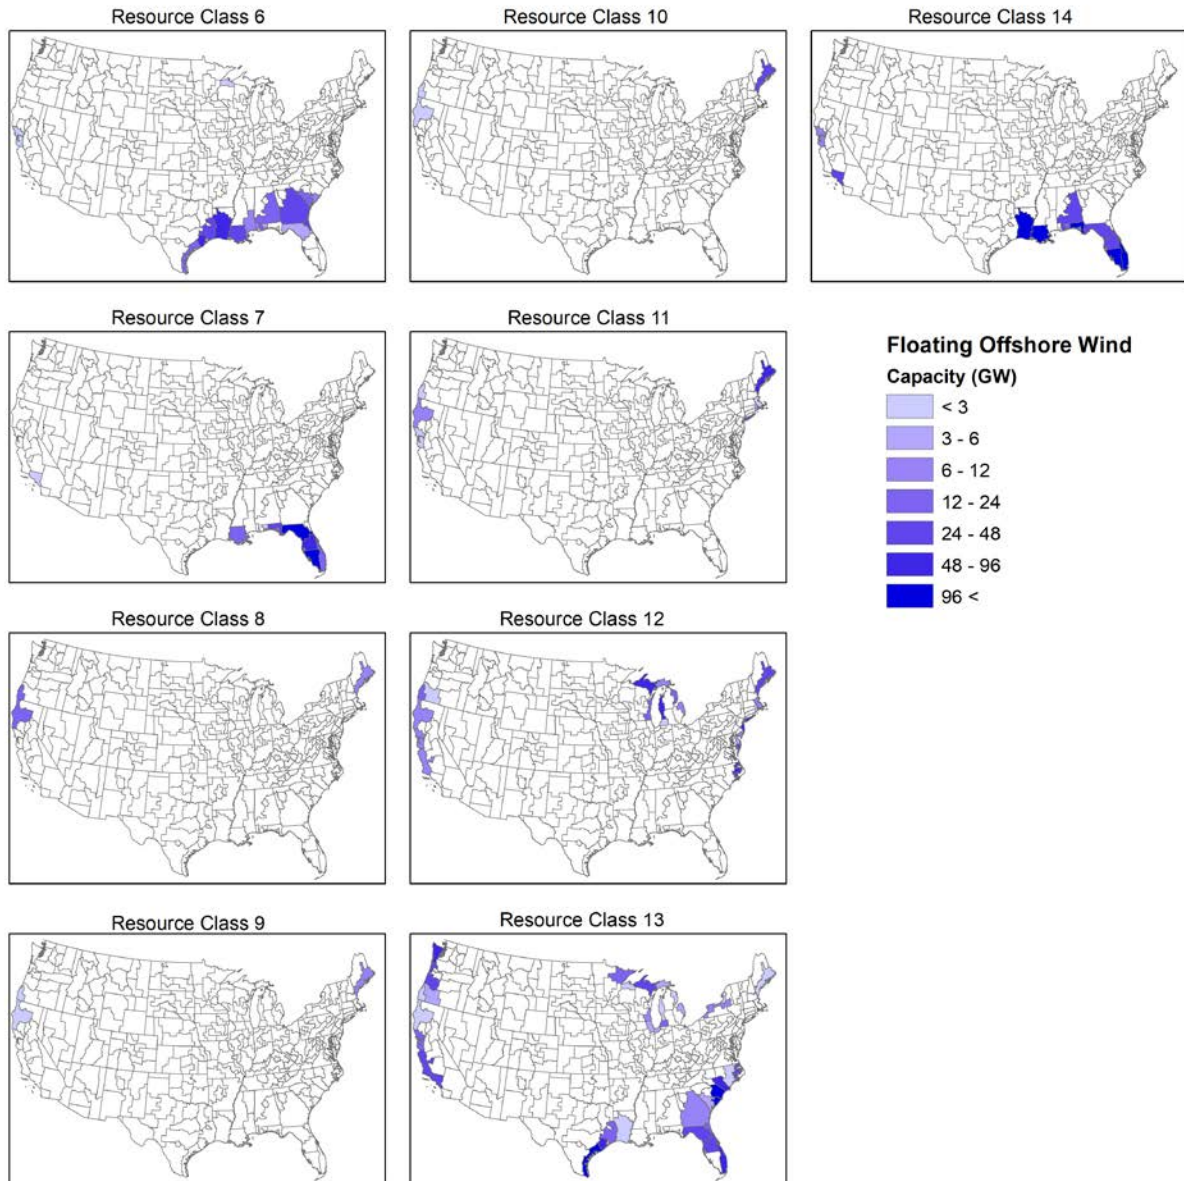 Resource Class 6
Resource Class 10
Resource Class 14
Resource Class 7
Resource Class 11
Floating Offshore Wind
Capacity (GW)
< 3
3 - 6
6 - 12
12 - 24
24 - 48
48 - 96
96 <
Resource Class 8
Resource Class 12
Resource Class 9
Resource Class 13